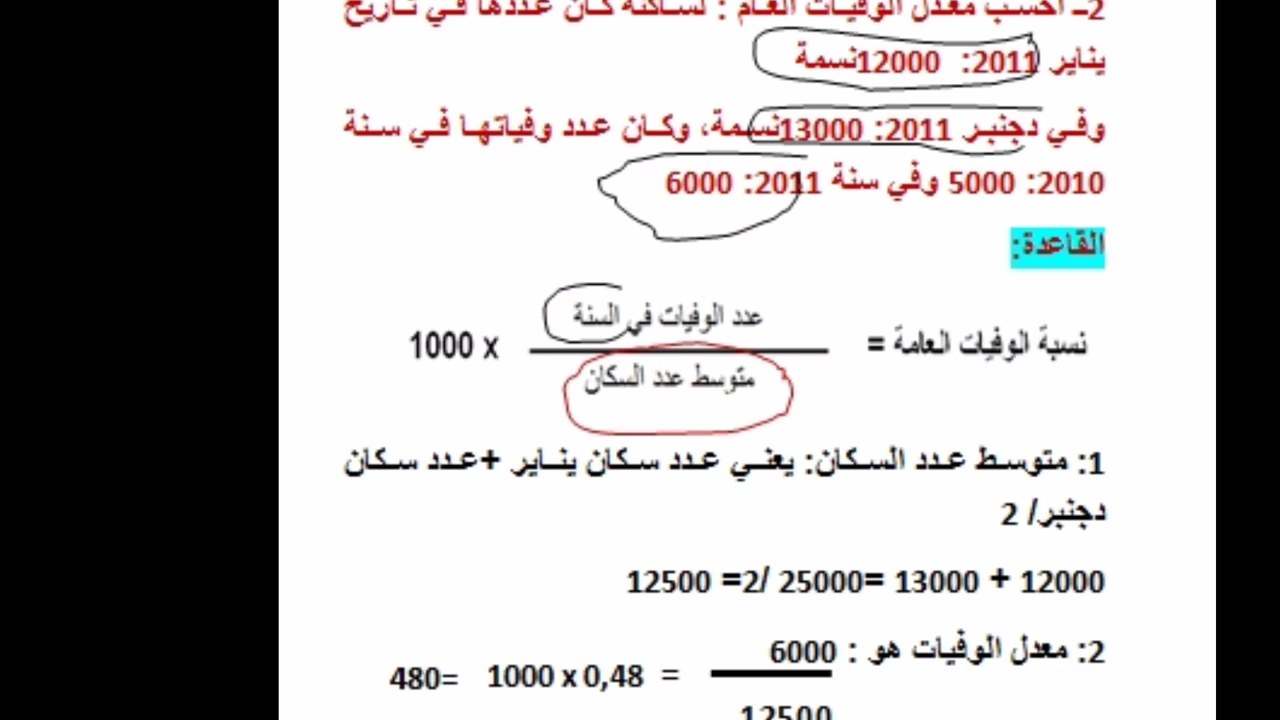 2ـ احسب معدل الوفيات العام : لساكنة كان عددها في تاريخ
يناير 2011: 12000نسمة
وفي دجنبر 2011: 13000نسمة، وكان عدد وفياتها في سنة
2010: 5000 وفي سنة 2011: 6000
القاعدة:
نسبة الوفيات العامة = عدد الوفيات في السنة x 1000
متوسط عدد السكان
1: متوسط عدد السكان: يعني عدد سكان يناير +عدد سكان
دجنبر/ 2
12000 + 13000 =25000 /2= 12500
2: معدل الوفيات هو : 6000
= 0,48 x 1000 =480
12500